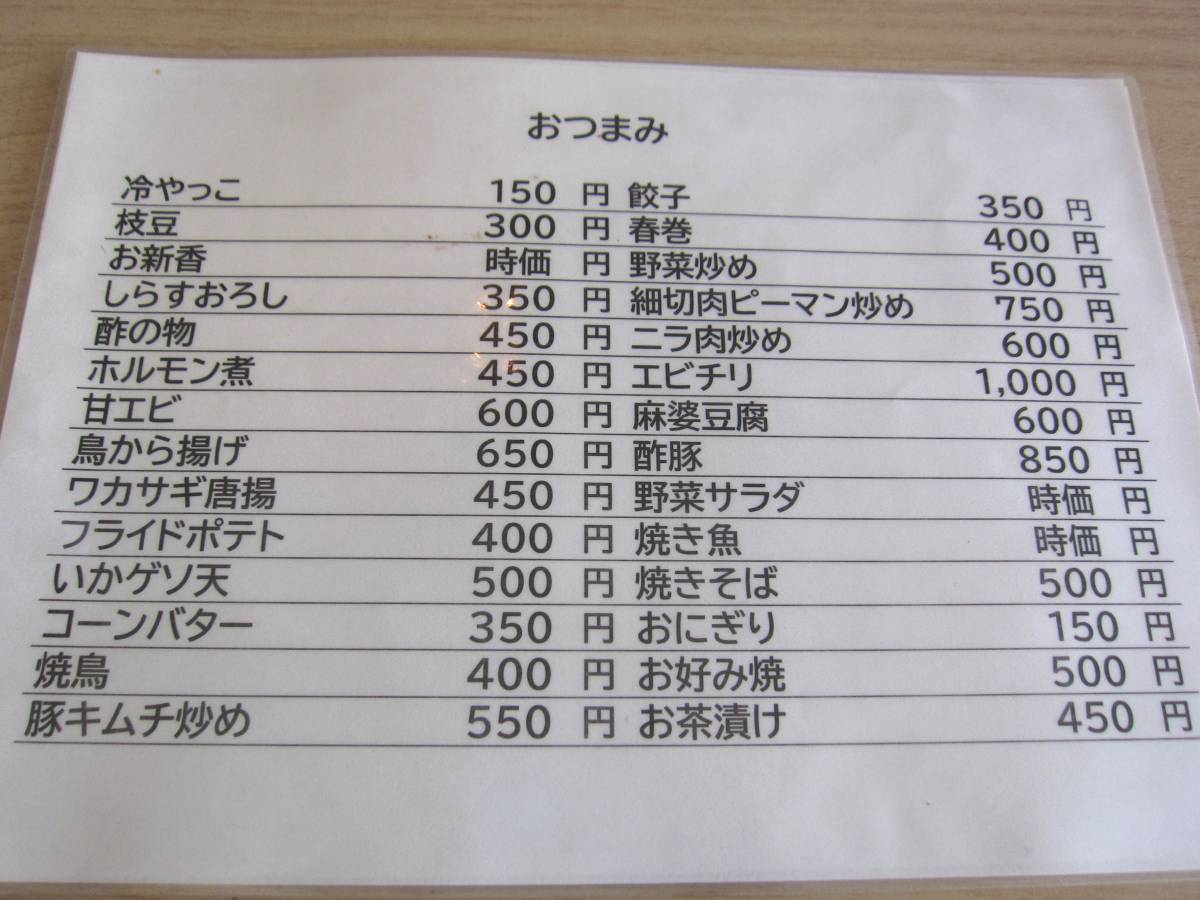 おつまみ
冷やっこ 150 円 餃子 350 円
枝豆 300 円 春巻 400 円
お新香 時価 円 野菜炒め 500 円
しらすおろし 350 円 細切肉ピーマン炒め 750 円
酢の物 450 円 ニラ肉炒め 600 円
ホルモン煮 450 円 エビチリ 1,000 円
甘エビ 600 円 麻婆豆腐 600 円
鳥から揚げ 650 円 酢豚 850 円
ワカサギ唐揚 450 円 野菜サラダ 時価 円
フライドポテト 400 円 焼き魚 時価 円
いかゲソ天 500 円 焼きそば 500 円
コーンバター 350 円 おにぎり 150 円
焼鳥 400 円 お好み焼 500 円
豚キムチ炒め 550 円 お茶漬け 450 円